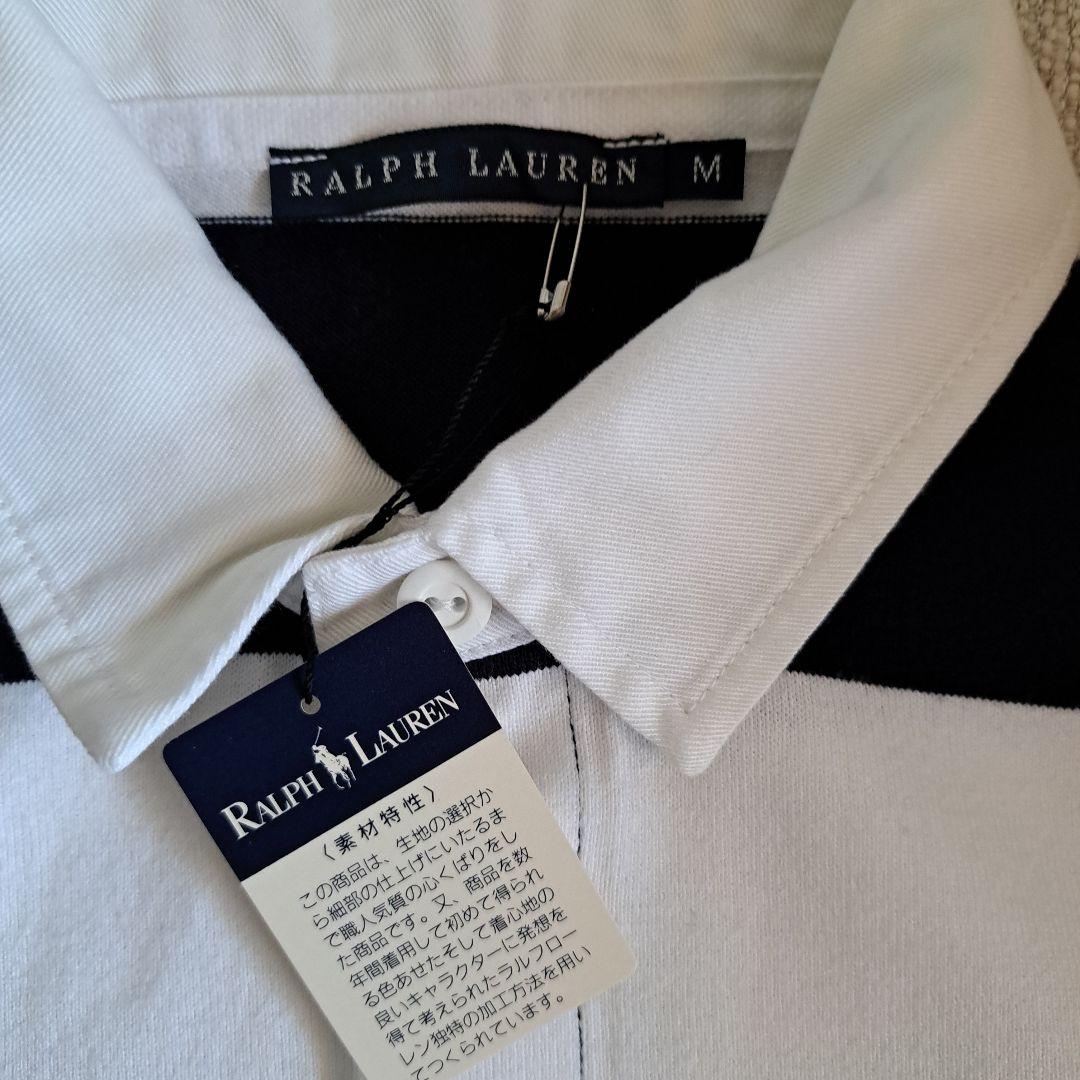 RALPH LAUREN M
RALPH LAUREN
〈素材特性〉
この商品は、生地の選択か
ら細部の仕上げにいたるま
で職人気質の心くばりをし
た商品です。又、商品を数
年間着用して初めて得られ
る色あせたそして着心地の
良いキャラクターに発想を
得て考えられたラルフロー
レン独特の加工方法を用い
てつくられています。